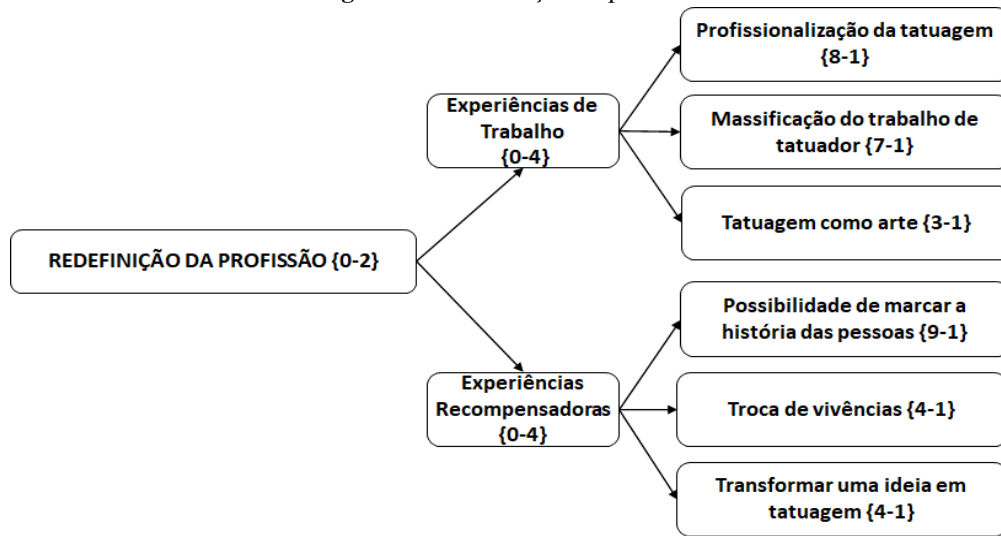 Profissionalização da tatuagem
{8-1}
Experiências de
Trabalho
{0-4}
Massificação do trabalho de
tatuador {7-1}
Tatuagem como arte {3-1}
REDEFINIÇÃO DA PROFISSÃO {0-2}
Possibilidade de marcar a
história das pessoas {9-1}
Experiências
Recompensadoras
{0-4}
Troca de vivências {4-1}
Transformar uma ideia em
tatuagem {4-1}